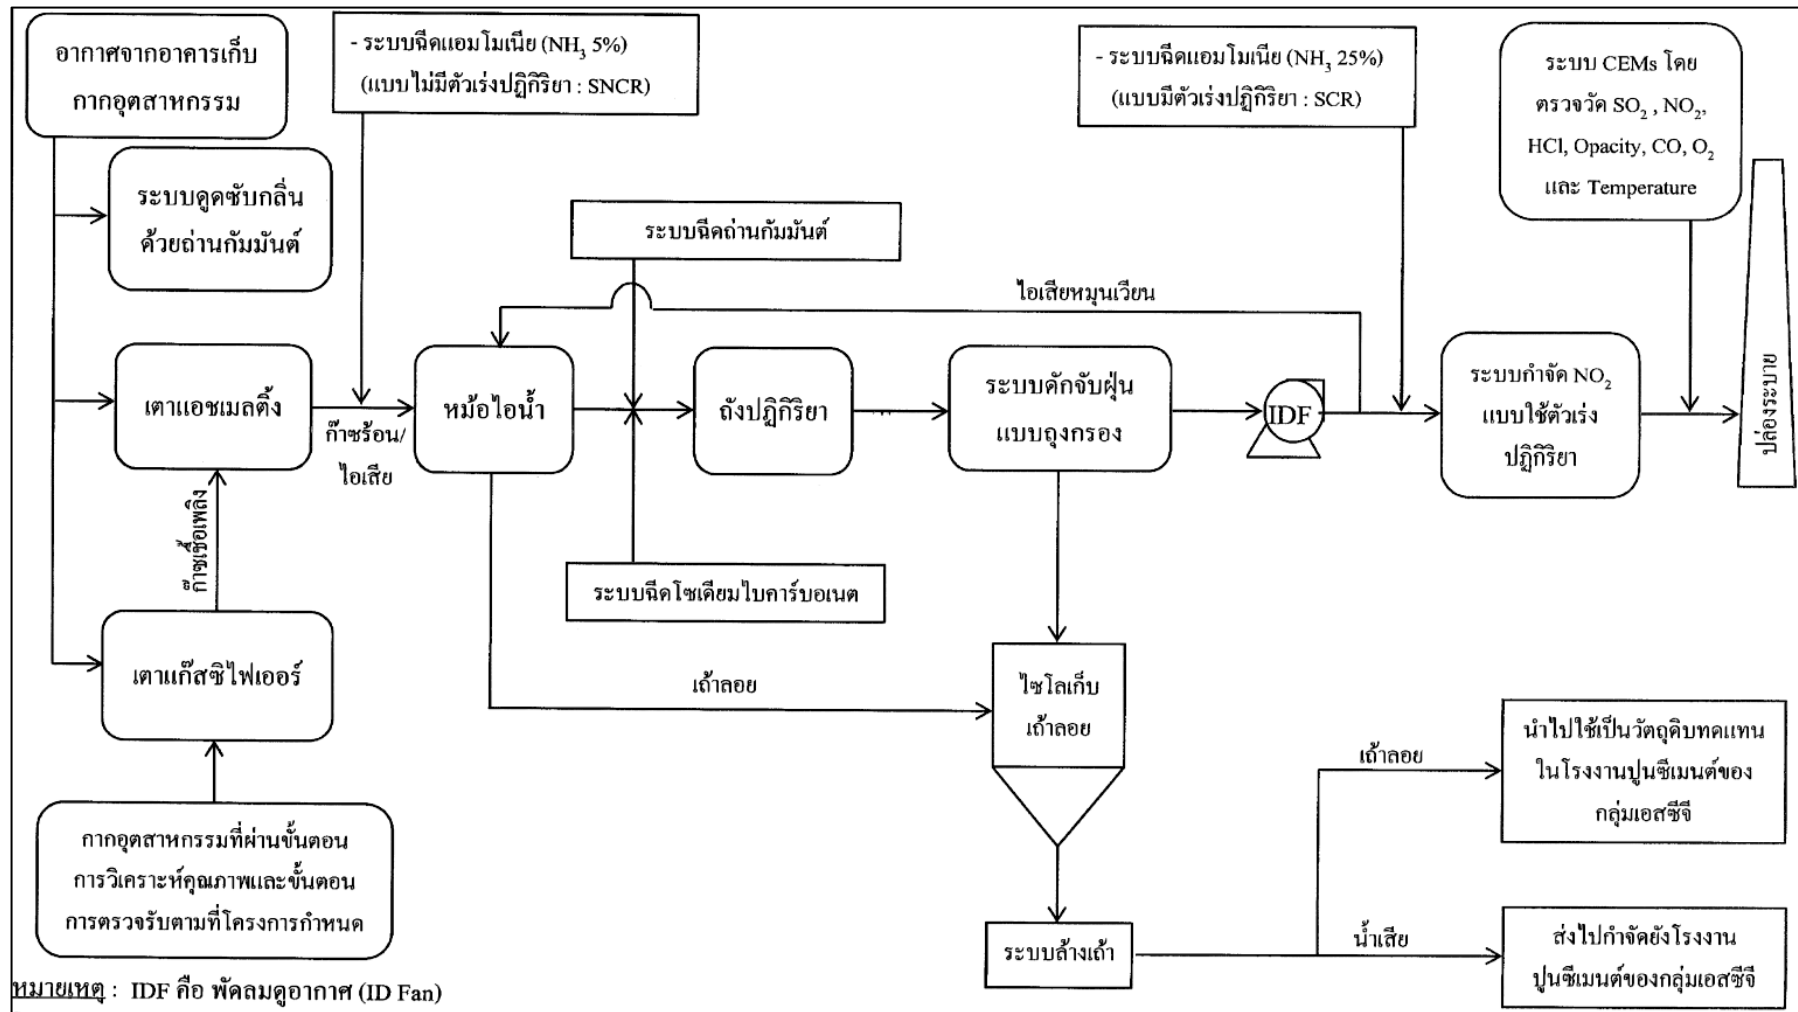 อากาศจากอาคารเก็บ
กากอุตสาหกรรม
- ระบบฉีดแอมโมเนีย (NH₃ 5%)
(แบบไม่มีตัวเร่งปฏิกิริยา : SNCR)
- ระบบฉีดแอมโมเนีย (NH₃ 25%)
(แบบมีตัวเร่งปฏิกิริยา : SCR)
ระบบ CEMs โดย
ตรวจวัด SO₂ , NO₂,
HCl, Opacity, CO, O₂
และ Temperature
ระบบดูดซับกลิ่น
ด้วยถ่านกัมมันต์
ระบบฉีดถ่านกัมมันต์
ไอเสียหมุนเวียน
เตาแอชเมลติ้ง
ก๊าซร้อน/
ไอเสีย
หม้อไอน้ำ
ถังปฏิกิริยา
ระบบดักจับฝุ่น
แบบถุงกรอง
IDF
ระบบกำจัด NO₂
แบบใช้ตัวเร่ง
ปฏิกิริยา
ปล่องระบาย
ก๊าซเชื้อเพลิง
ระบบฉีดโซเดียมไบคาร์บอเนต
เตาแก๊สซิไฟเออร์
เถ้าลอย
ไซโลเก็บ
เถ้าลอย
เถ้าลอย
นำไปใช้เป็นวัตถุดิบทดแทน
ในโรงงานปูนซีเมนต์ของ
กลุ่มเอสซีจี
กากอุตสาหกรรมที่ผ่านขั้นตอน
การวิเคราะห์คุณภาพและขั้นตอน
การตรวจรับตามที่โครงการกำหนด
ระบบล้างเถ้า
น้ำเสีย
ส่งไปกำจัดยังโรงงาน
ปูนซีเมนต์ของกลุ่มเอสซีจี
หมายเหตุ : IDF คือ พัดลมดูอากาศ (ID Fan)